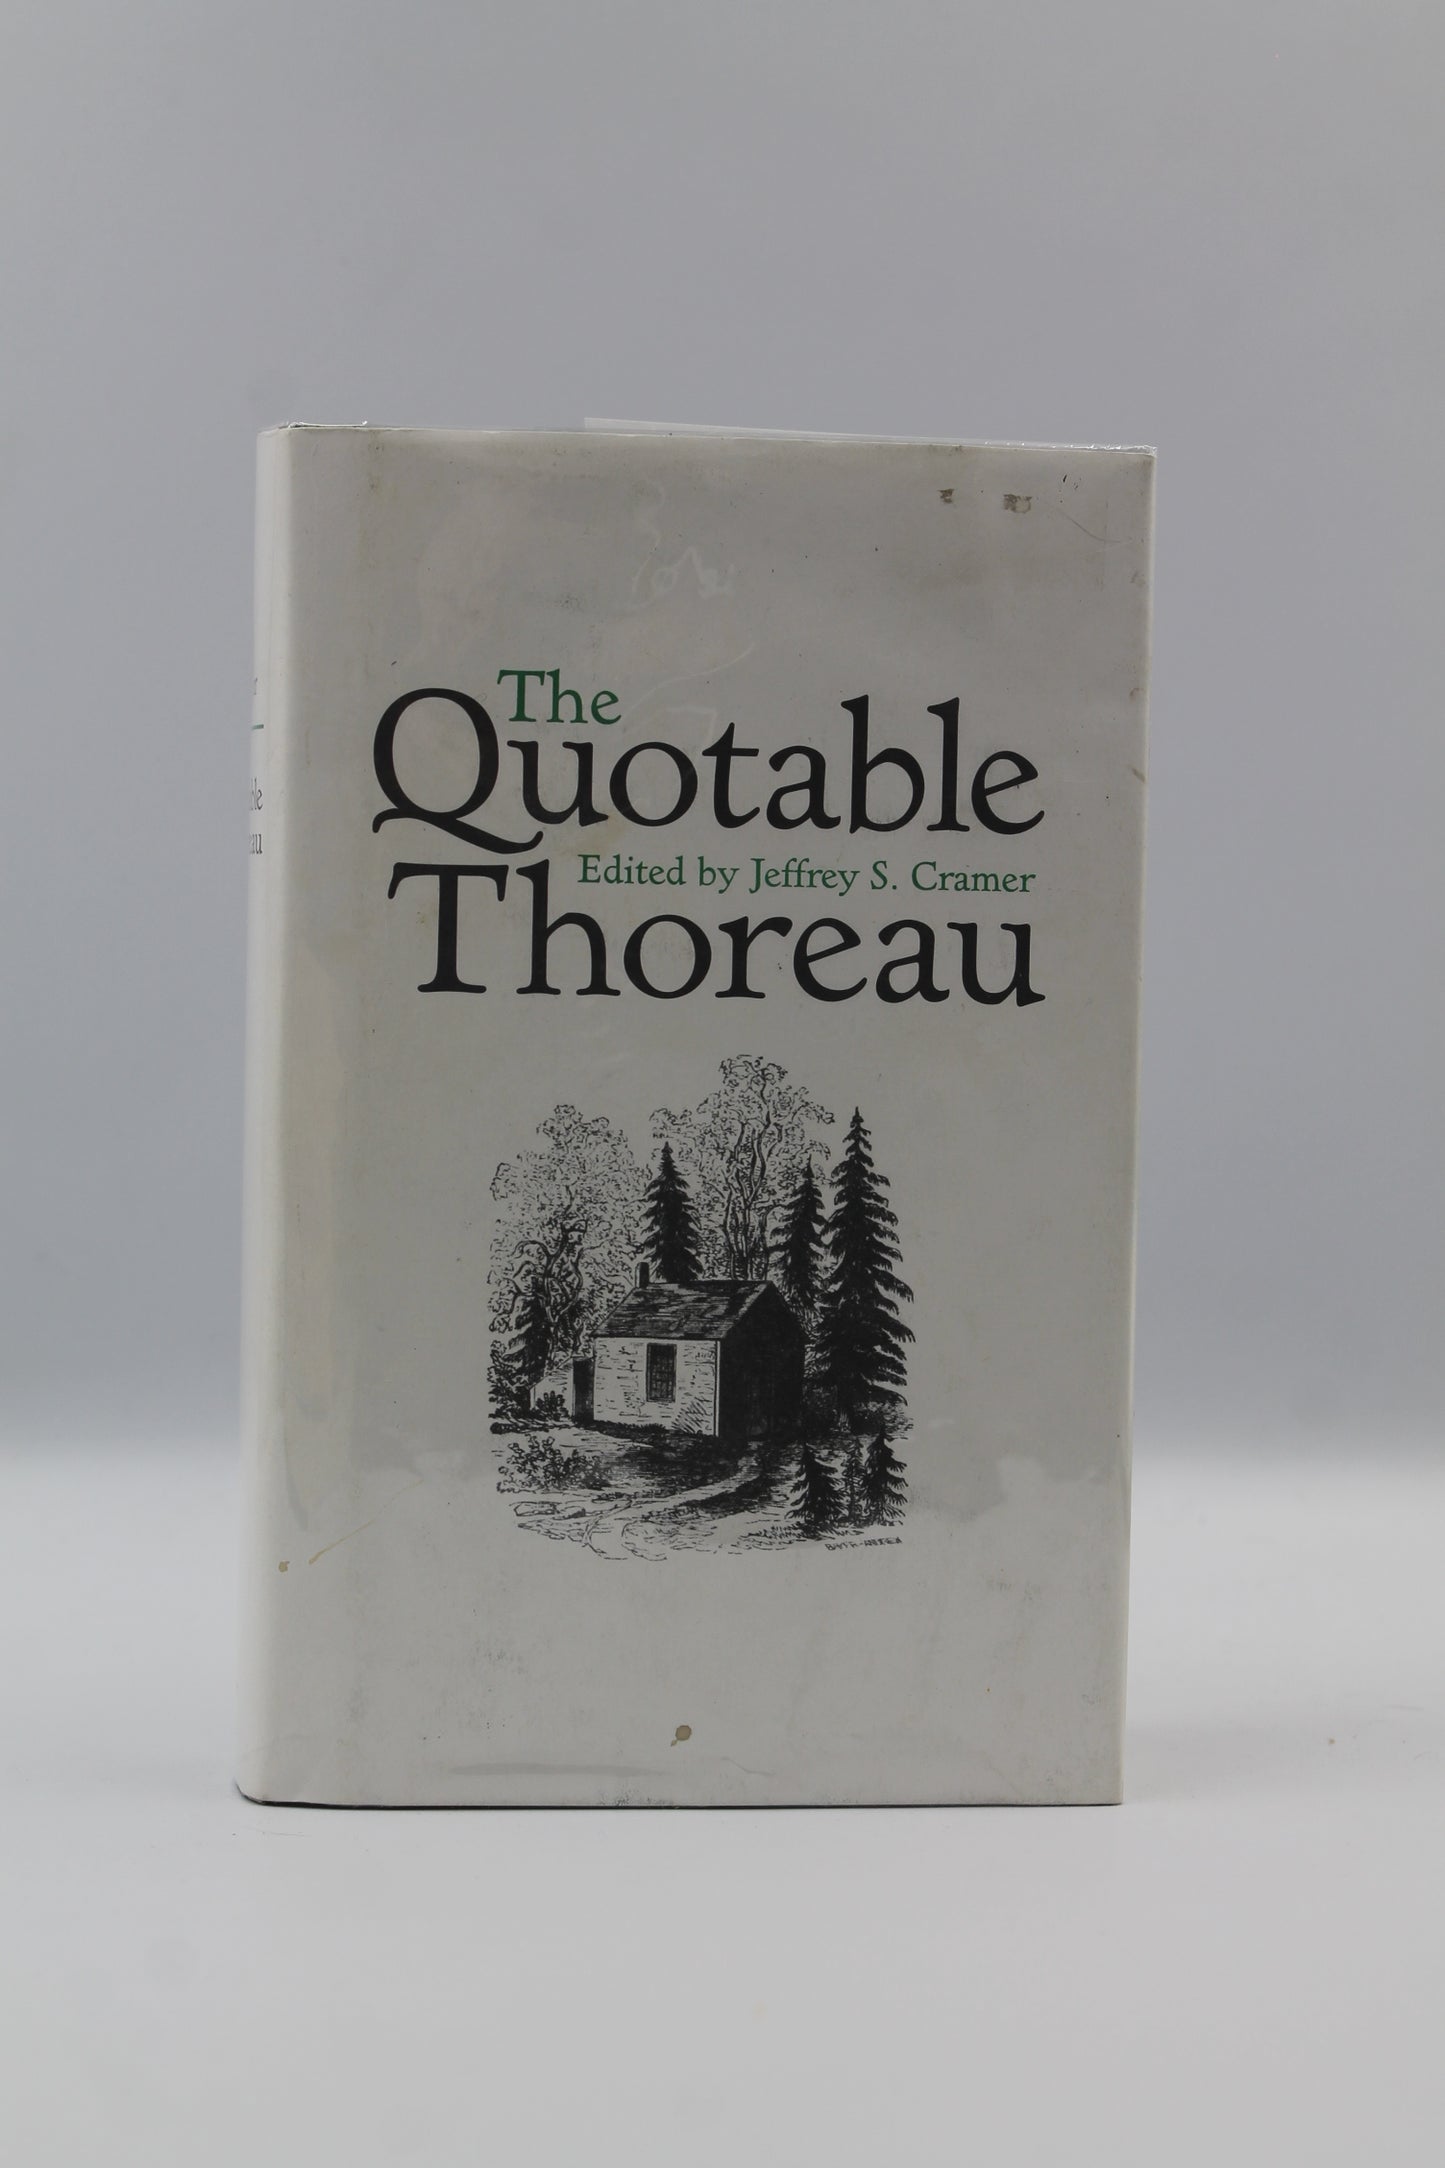 The
Quotable
Edited by Jeffrey S. Cramer
Thoreau